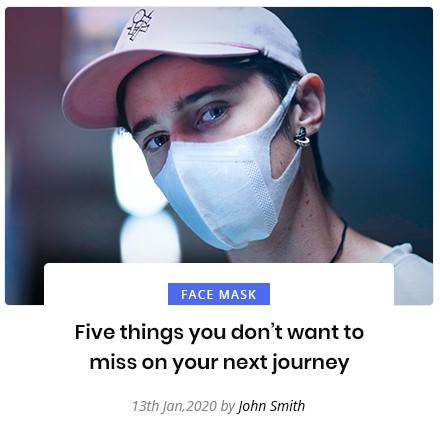 FACE MASK
Five things you don't want to
miss on your next journey
13th Jan,2020 by John Smith